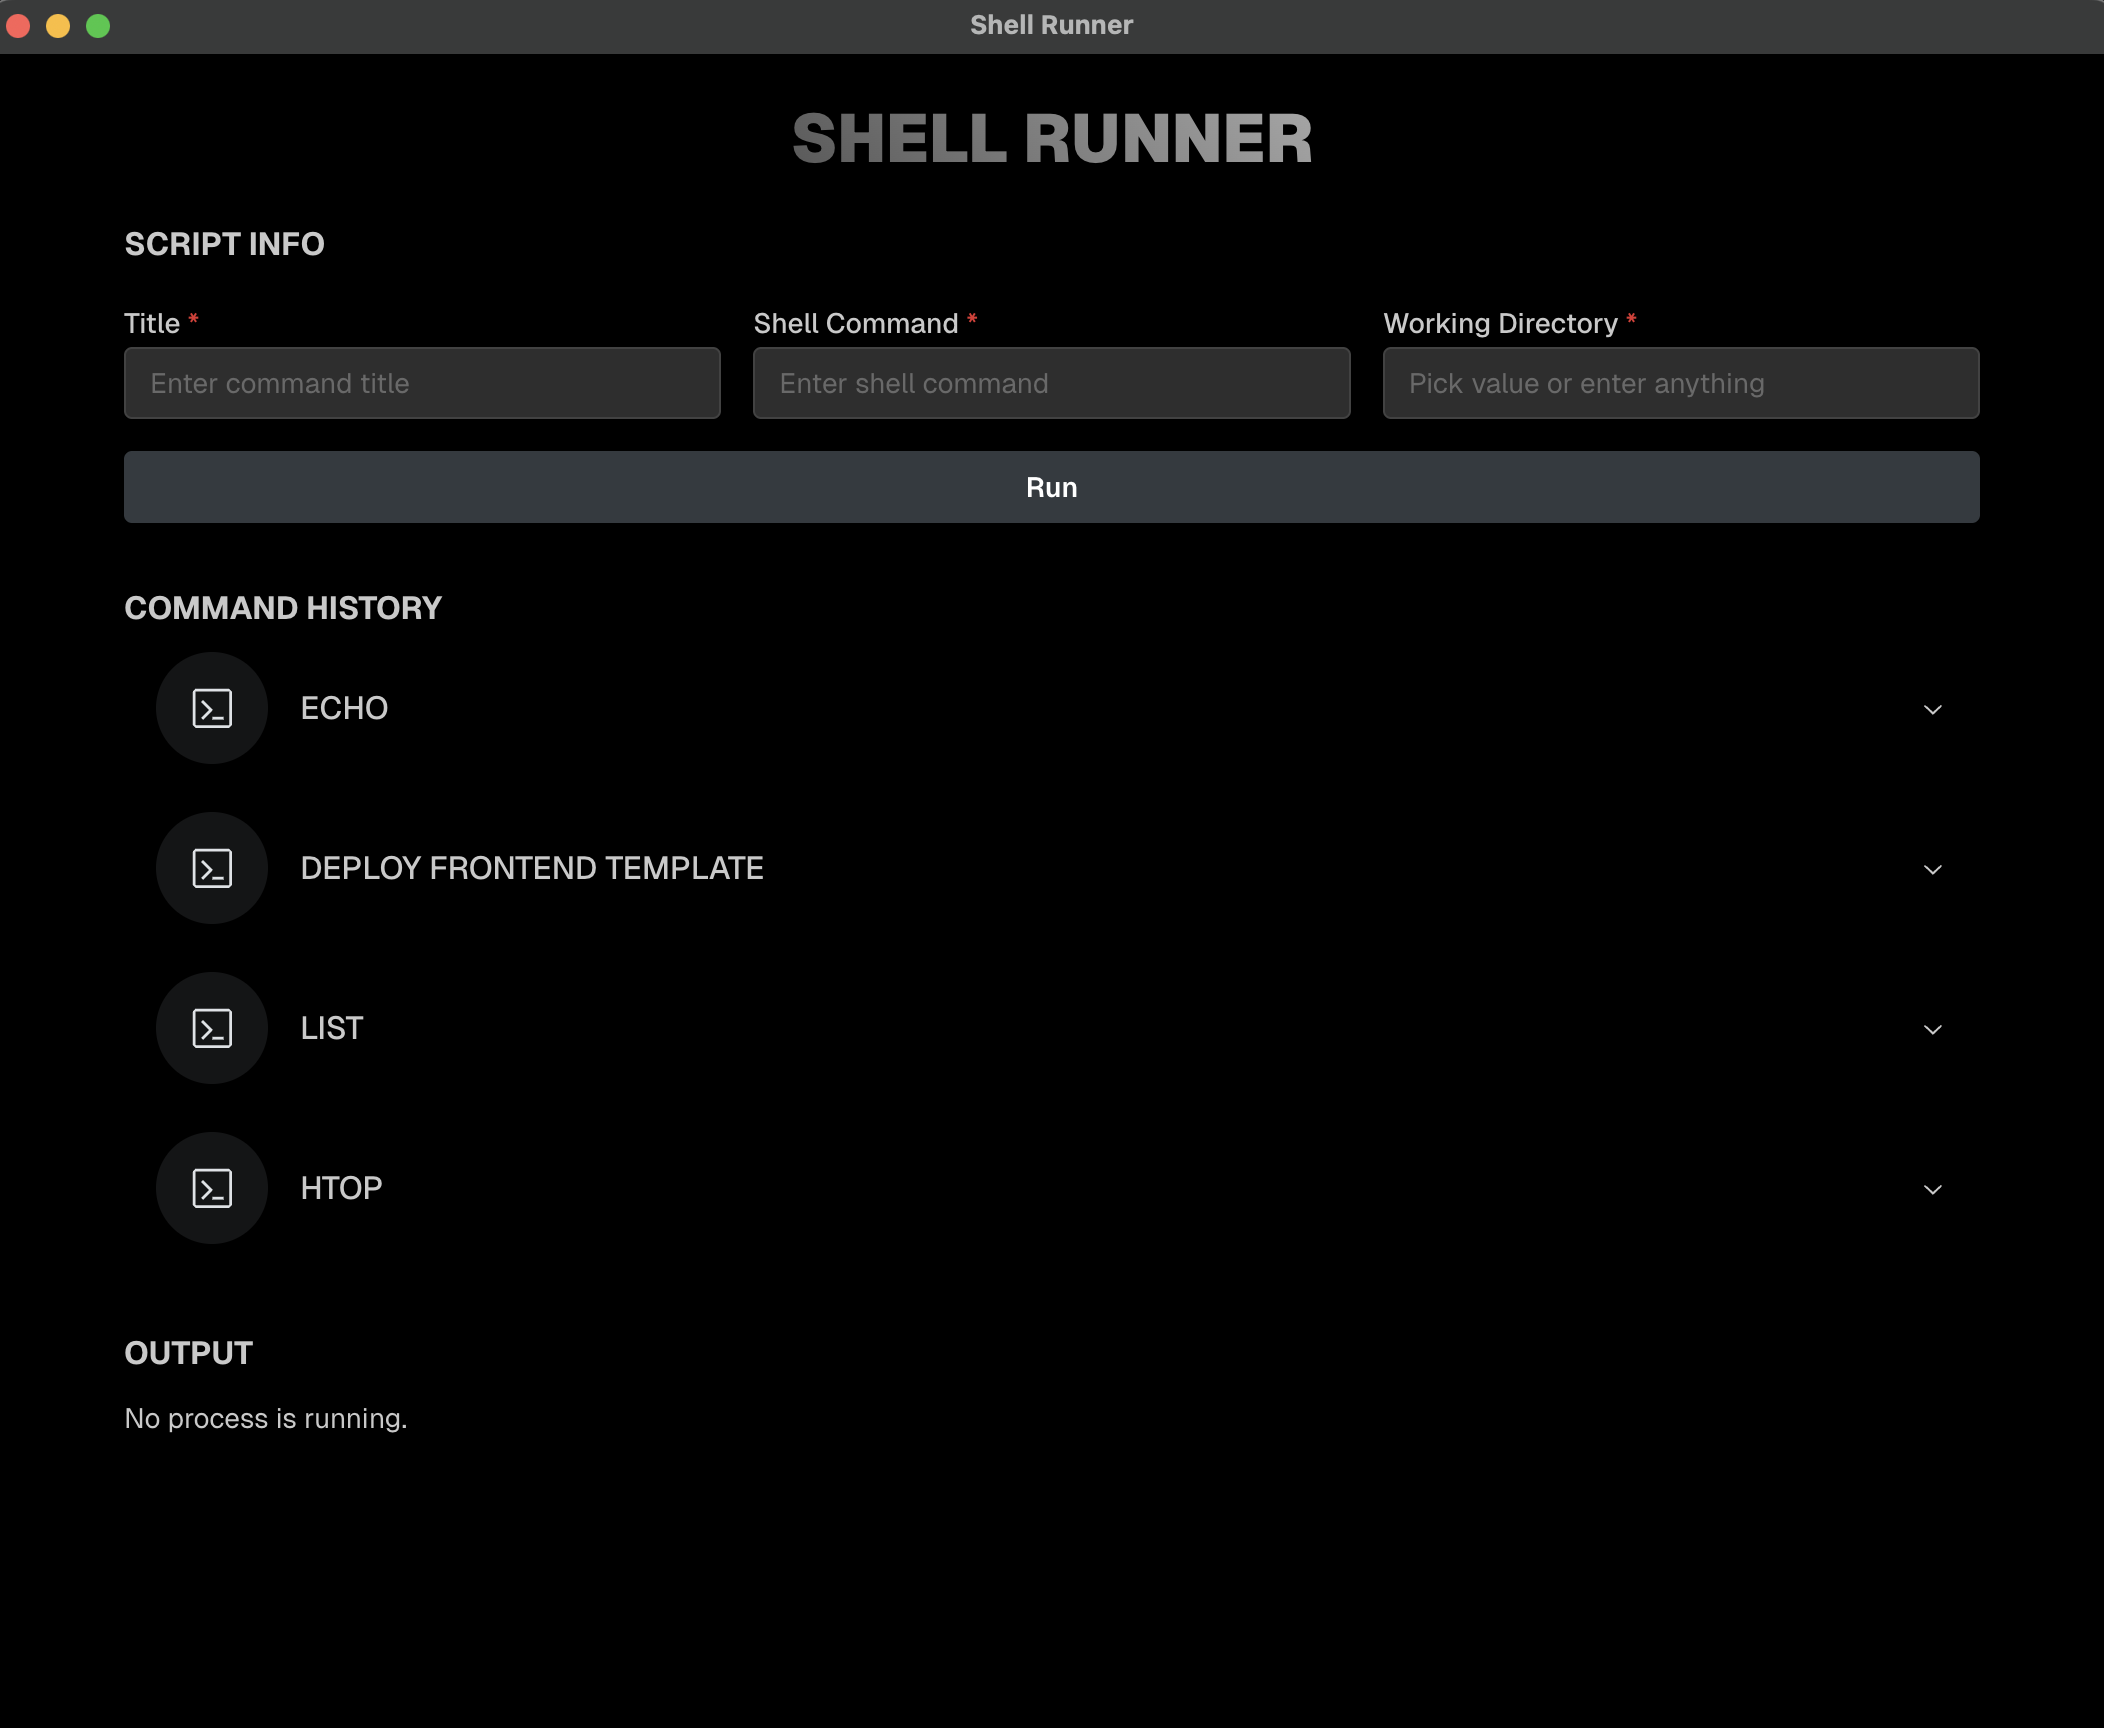 Shell Runner
SHELL RUNNER
SCRIPT INFO
Title *
Shell Command *
Working Directory *
Enter command title
Enter shell command
Pick value or enter anything
Run
COMMAND HISTORY
ECHO
DEPLOY FRONTEND TEMPLATE
LIST
HTOP
OUTPUT
No process is running.